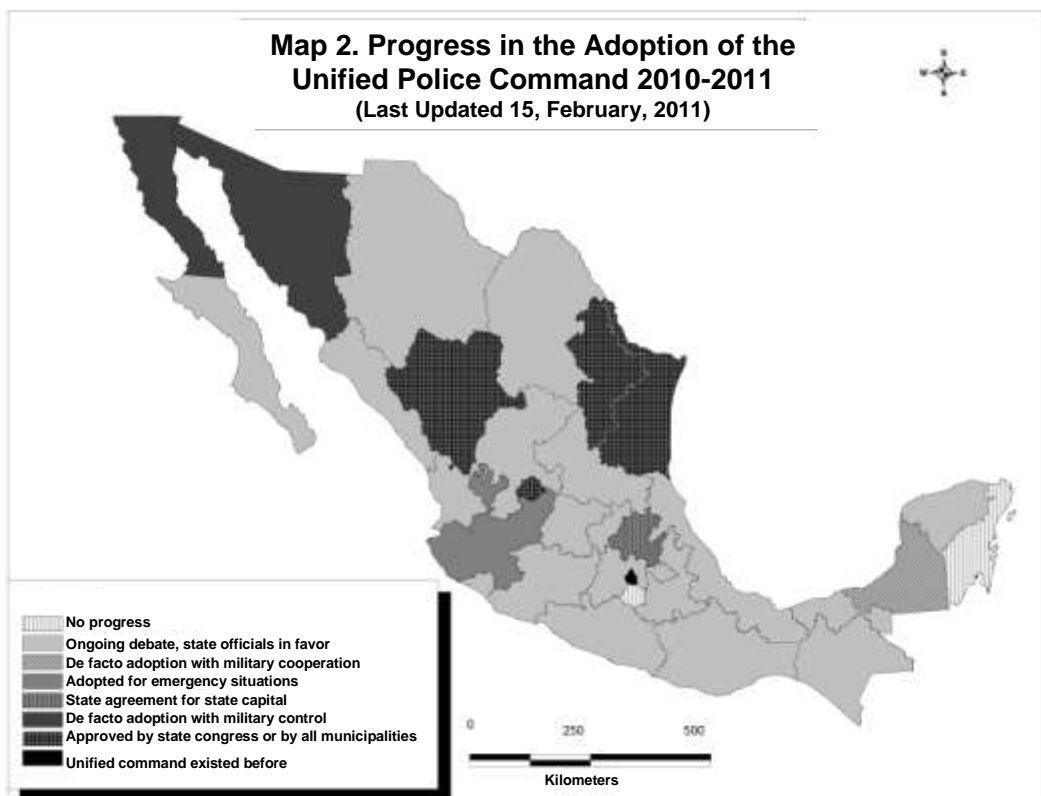 Map 2. Progress in the Adoption of the
Unified Police Command 2010-2011
(Last Updated 15, February, 2011)
N
W E
S
No progress
Ongoing debate, state officials in favor
De facto adoption with military cooperation
Adopted for emergency situations
State agreement for state capital
De facto adoption with military control
Approved by state congress or by all municipalities
Unified command existed before
0 250 500
Kilometers